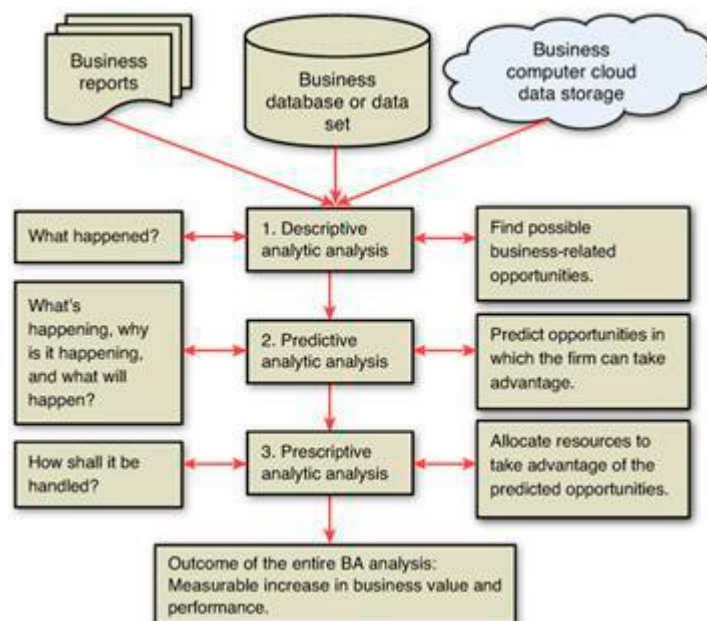 Business
reports
Business
database or data
set
Business
computer cloud
data storage
What happened?
1. Descriptive
analytic analysis
Find possible
business-related
opportunities.
What's
happening, why
is it happening,
and what will
happen?
2. Predictive
analytic analysis
Predict opportunities in
which the firm can take
advantage.
How shall it be
handled?
3. Prescriptive
analytic analysis
Allocate resources to
take advantage of the
predicted opportunities.
Outcome of the entire BA analysis:
Measurable increase in business value and
performance.